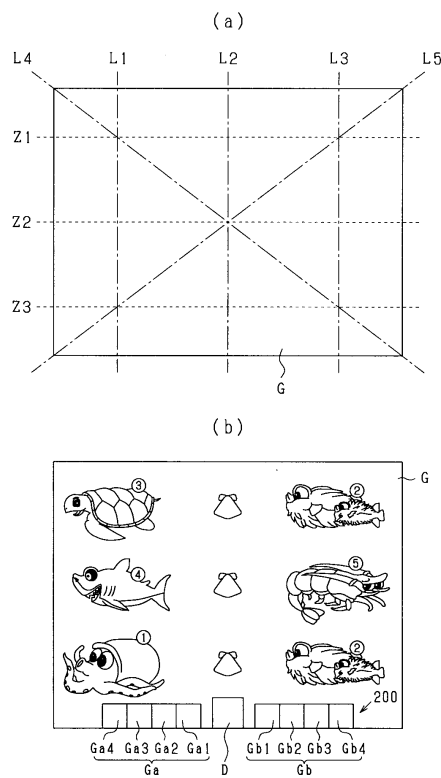 (a)
L4 L1 L2 L3 L5
Z1
Z2
Z3
G
(b)
G
③ ②
④ ⑤
① ②
200
Ga4 Ga3 Ga2 Ga1 D Gb1 Gb2 Gb3 Gb4
Ga Gb